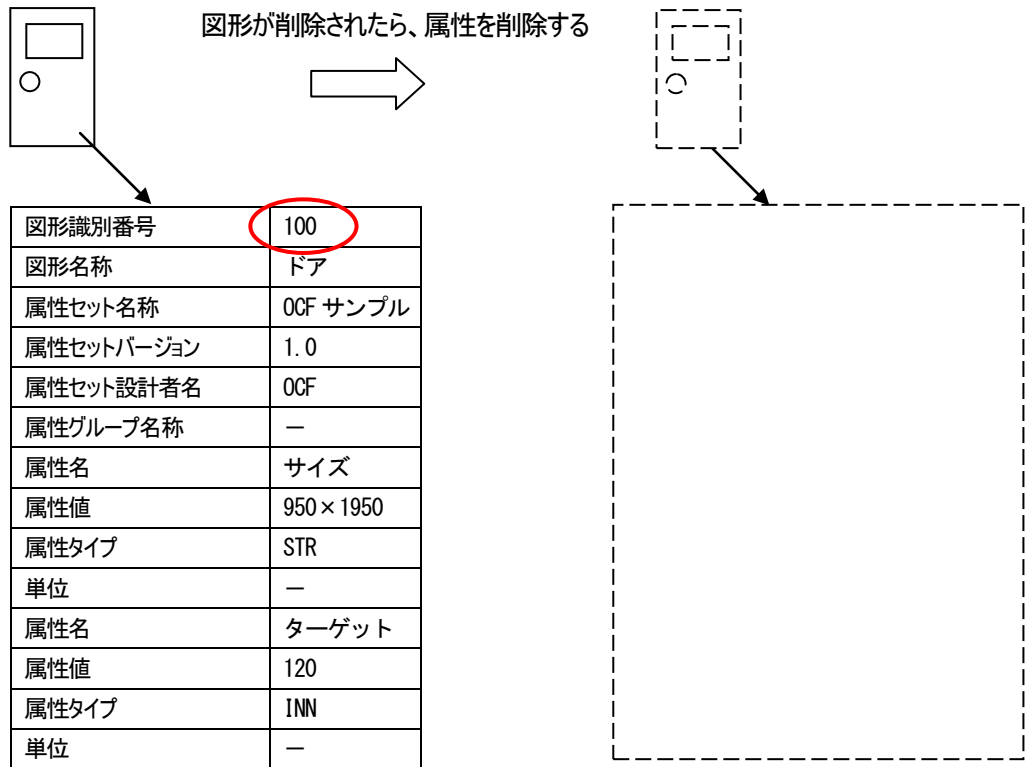 図形が削除されたら、属性を削除する
図形識別番号 100
図形名称 ドア
属性セット名称 OCF サンプル
属性セットバージョン 1.0
属性セット設計者名 OCF
属性グループ名称 －
属性名 サイズ
属性値 950×1950
属性タイプ STR
単位 －
属性名 ターゲット
属性値 120
属性タイプ INN
単位 －